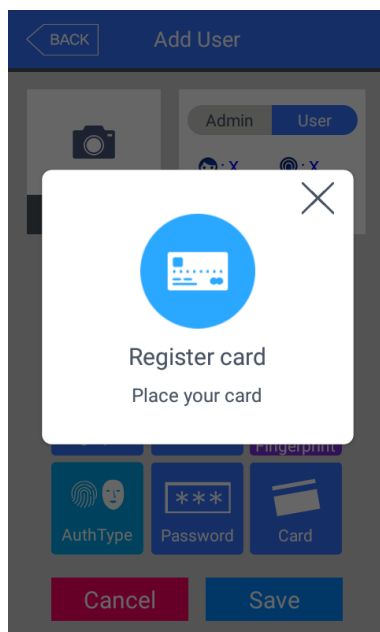 BACK
Add User
Admin
User
: X
: X
Register card
Place your card
Fingerprint
AuthType
***
Password
Card
Cancel
Save